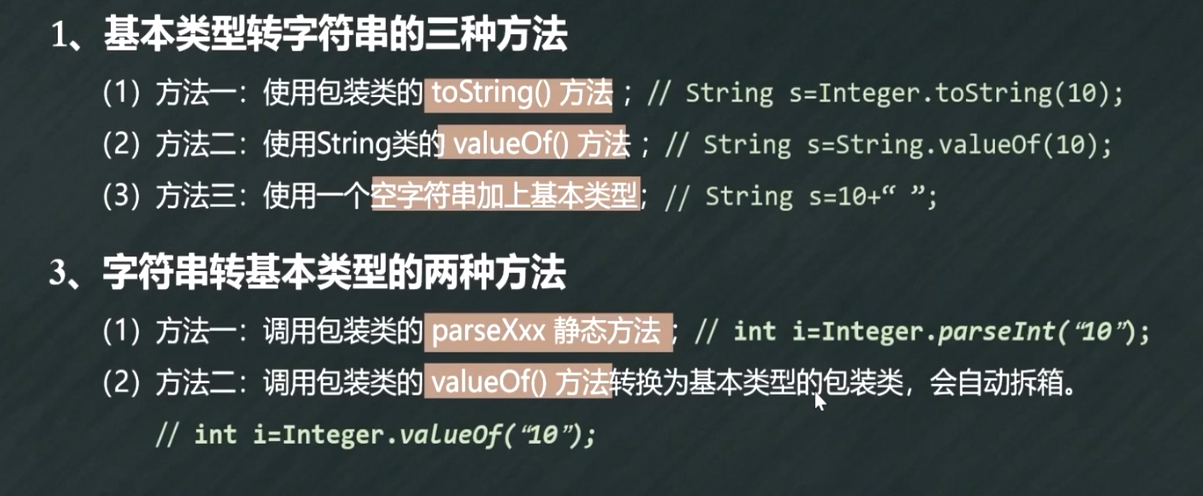 1、基本类型转字符串的三种方法
（1）方法一：使用包装类的 toString() 方法 ；// String s=Integer.toString(10);
（2）方法二：使用String类的 valueOf() 方法 ；// String s=String.valueOf(10);
（3）方法三：使用一个空字符串加上基本类型；// String s=10+“ ”;
3、字符串转基本类型的两种方法
（1）方法一：调用包装类的 parseXxx 静态方法 ；// int i=Integer.parseInt(“10”);
（2）方法二：调用包装类的 valueOf() 方法转换为基本类型的包装类，会自动拆箱。
// int i=Integer.valueOf(“10”);